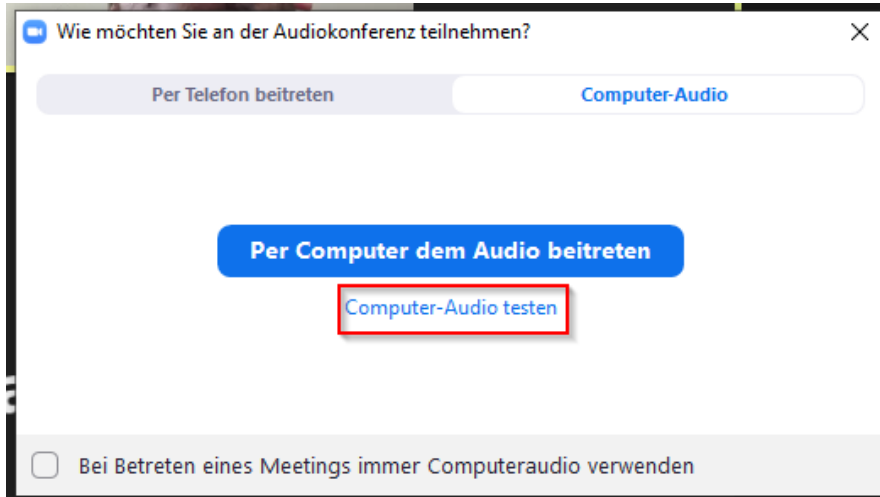 Wie möchten Sie an der Audiokonferenz teilnehmen?
Per Telefon beitreten Computer-Audio
Per Computer dem Audio beitreten
Computer-Audio testen
Bei Betreten eines Meetings immer Computeraudio verwenden